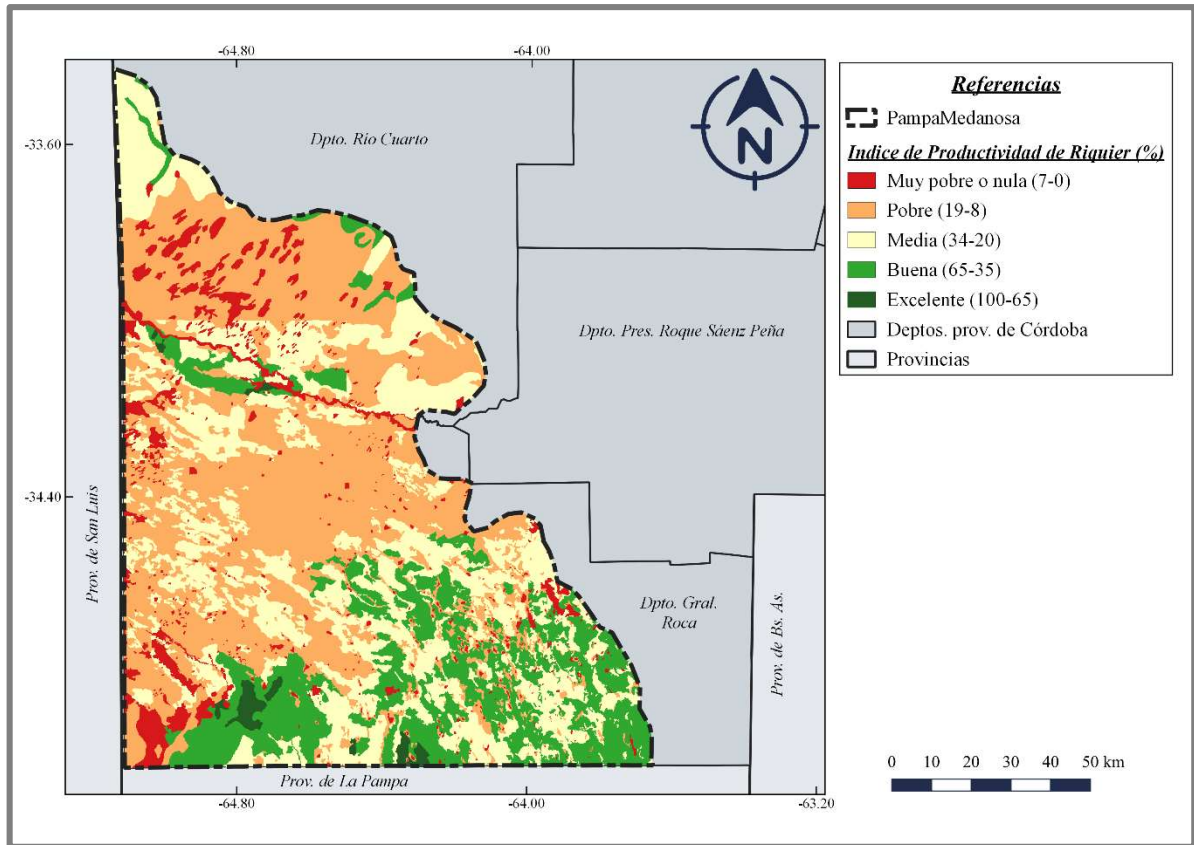 -64.80
-64.00
-33.60
-34.40
Dpto. Río Cuarto
N
Dpto. Pres. Roque Sáenz Peña
Prov. de San Luis
Dpto. Gral.
Roca
Prov. de Bs. As.
Prov. de La Pampa
-64.80
-64.00
-63.20
Referencias
PampaMedanosa
Indice de Productividad de Riquier (%)
Muy pobre o nula (7-0)
Pobre (19-8)
Media (34-20)
Buena (65-35)
Excelente (100-65)
Deptos. prov. de Córdoba
Provincias
0 10 20 30 40 50 km